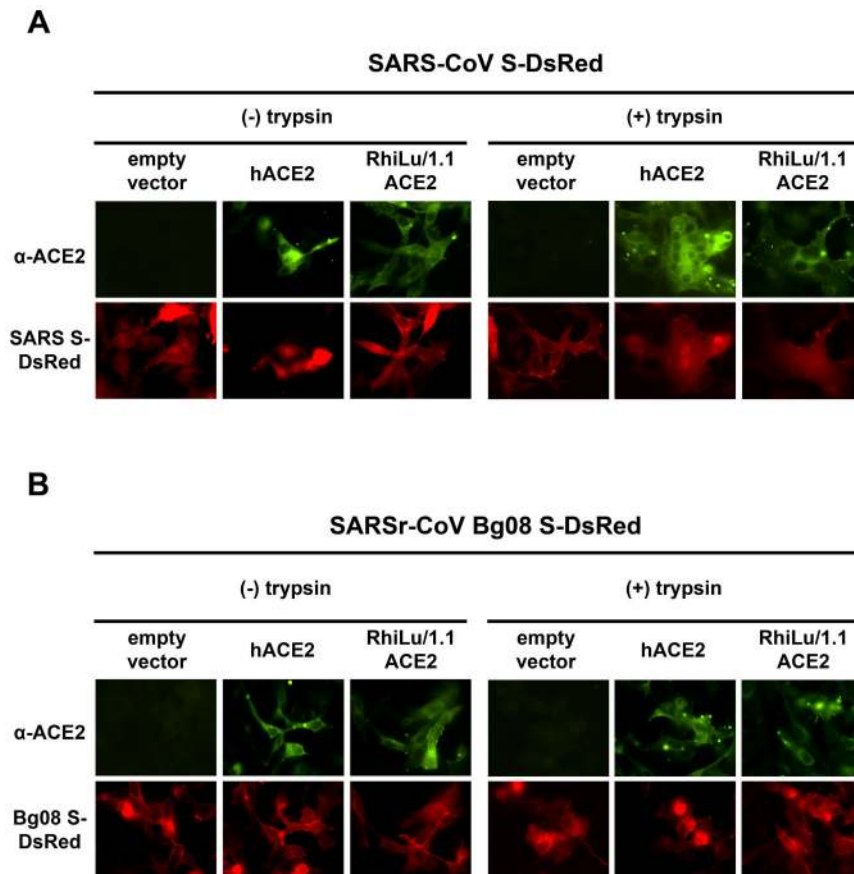 A
SARS-CoV S-DsRed
(-) trypsin
(+) trypsin
empty
vector
hACE2
RhiLu/1.1
ACE2
empty
vector
hACE2
RhiLu/1.1
ACE2
α-ACE2
SARS S-
DsRed
B
SARSr-CoV Bg08 S-DsRed
(-) trypsin
(+) trypsin
empty
vector
hACE2
RhiLu/1.1
ACE2
empty
vector
hACE2
RhiLu/1.1
ACE2
α-ACE2
Bg08 S-
DsRed